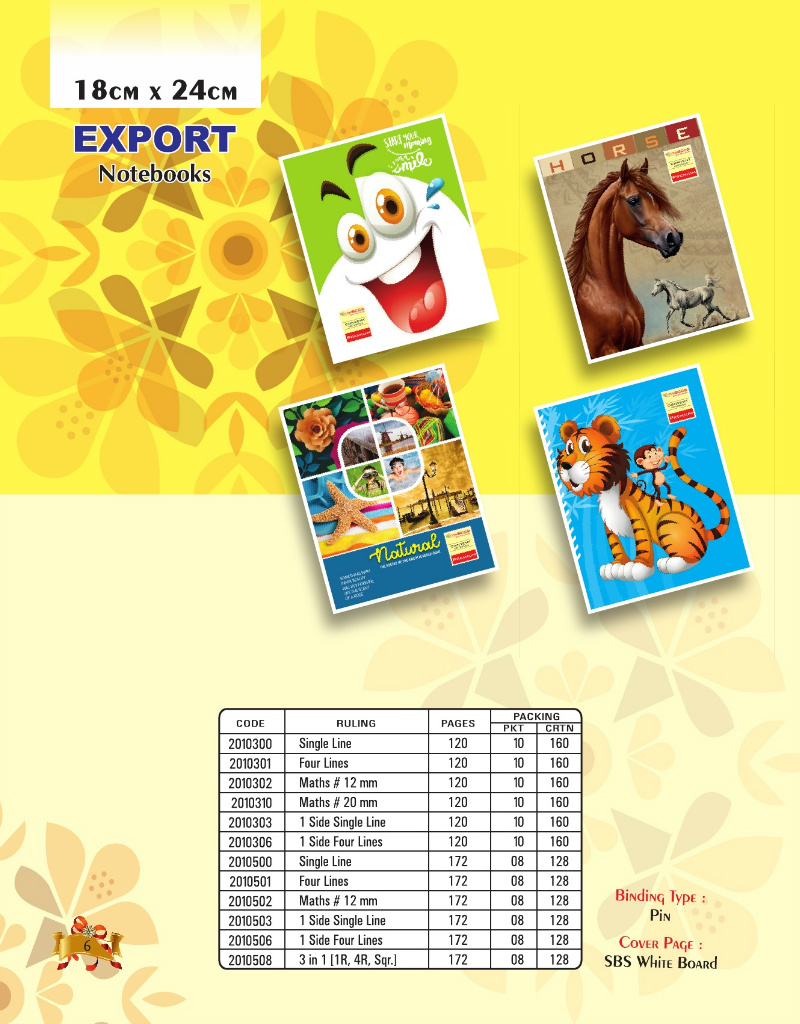 18CM X 24CM
EXPORT
Notebooks
START YOUR
Morning
with a
Smile
HORSE
PREMIUM
PREMIUM
PREMIUM
PREMIUM
Natural
CODE RULING PAGES PACKING
PKT CRTN
2010300 Single Line 120 10 160
2010301 Four Lines 120 10 160
2010302 Maths # 12 mm 120 10 160
2010310 Maths # 20 mm 120 10 160
2010303 1 Side Single Line 120 10 160
2010306 1 Side Four Lines 120 10 160
2010500 Single Line 172 08 128
2010501 Four Lines 172 08 128
2010502 Maths # 12 mm 172 08 128
2010503 1 Side Single Line 172 08 128
2010506 1 Side Four Lines 172 08 128
2010508 3 in 1 [1R, 4R, Sqr.] 172 08 128
Binding Type :
Pin
Cover Page :
SBS White Board
6